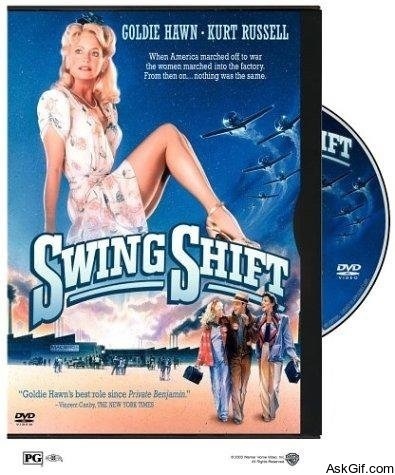 GOLDIE HAWN · KURT RUSSELL
When America marched off to war
the women marched into the factory.
From then on... nothing was the same.
IFT
SWING SHIFT
DVD
VIDEO
"Goldie Hawn's best role since Private Benjamin."
– Vincent Canby, THE NEW YORK TIMES
DVD
VIDEO
PG
AskGif.com